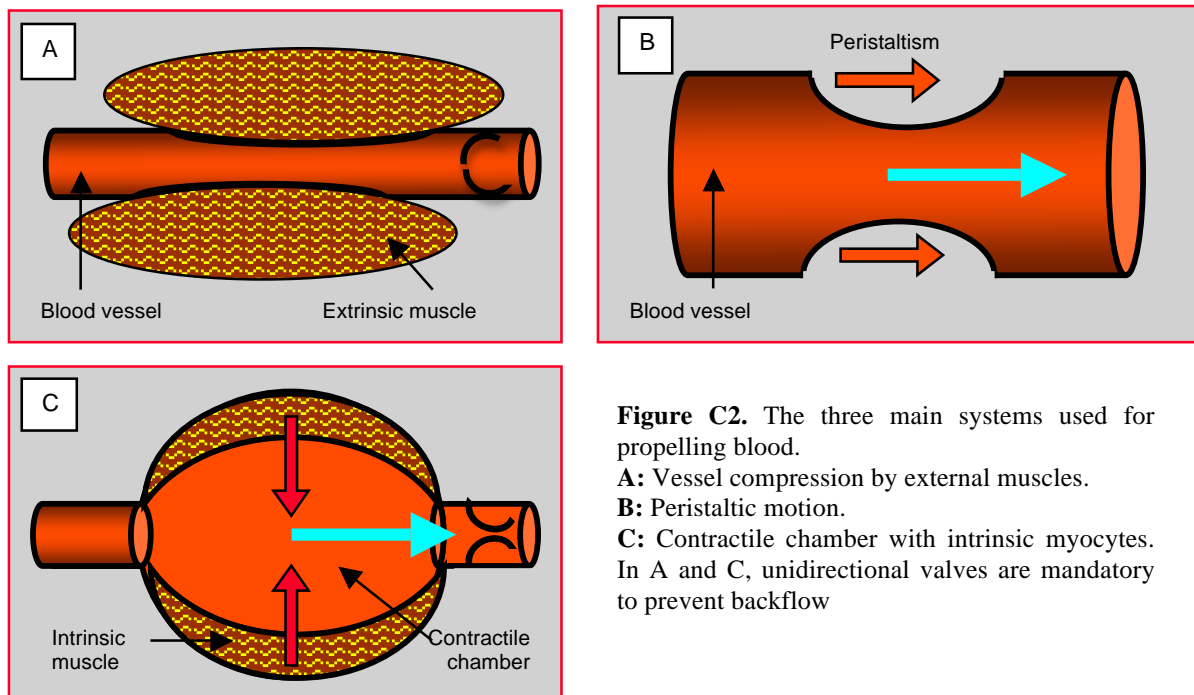 A
Blood vessel
Extrinsic muscle
B
Peristaltism
Blood vessel
C
Intrinsic
muscle
Contractile
chamber
Figure C2. The three main systems used for
propelling blood.
A: Vessel compression by external muscles.
B: Peristaltic motion.
C: Contractile chamber with intrinsic myocytes.
In A and C, unidirectional valves are mandatory
to prevent backflow